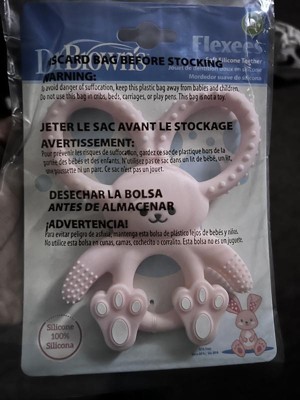 Dr Brown's
Flexees
Silicone Teether
DISCARD BAG BEFORE STOCKING
WARNING:
To avoid danger of suffocation, keep this plastic bag away from babies and children.
Do not use this bag in cribs, beds, carriages, or play pens. This bag is not a toy.
JETER LE SAC AVANT LE STOCKAGE
AVERTISSEMENT:
Pour prévenir les risques de suffocation, gardez ce sac de plastique hors de la
portée des bébés et des enfants. N'utilisez pas ce sac dans un lit de bébé, un lit,
une poussette ni un parc. Ce sac n'est pas un jouet.
DESECHAR LA BOLSA
ANTES DE ALMACENAR
¡ADVERTENCIA!
Para evitar peligro de asfixia, mantenga esta bolsa de plástico lejos de bebés y niños.
No utilice esta bolsa en cunas, camas, cochecito o corralito. Esta bolsa no es un juguete.
Silicone
100%
Silicona